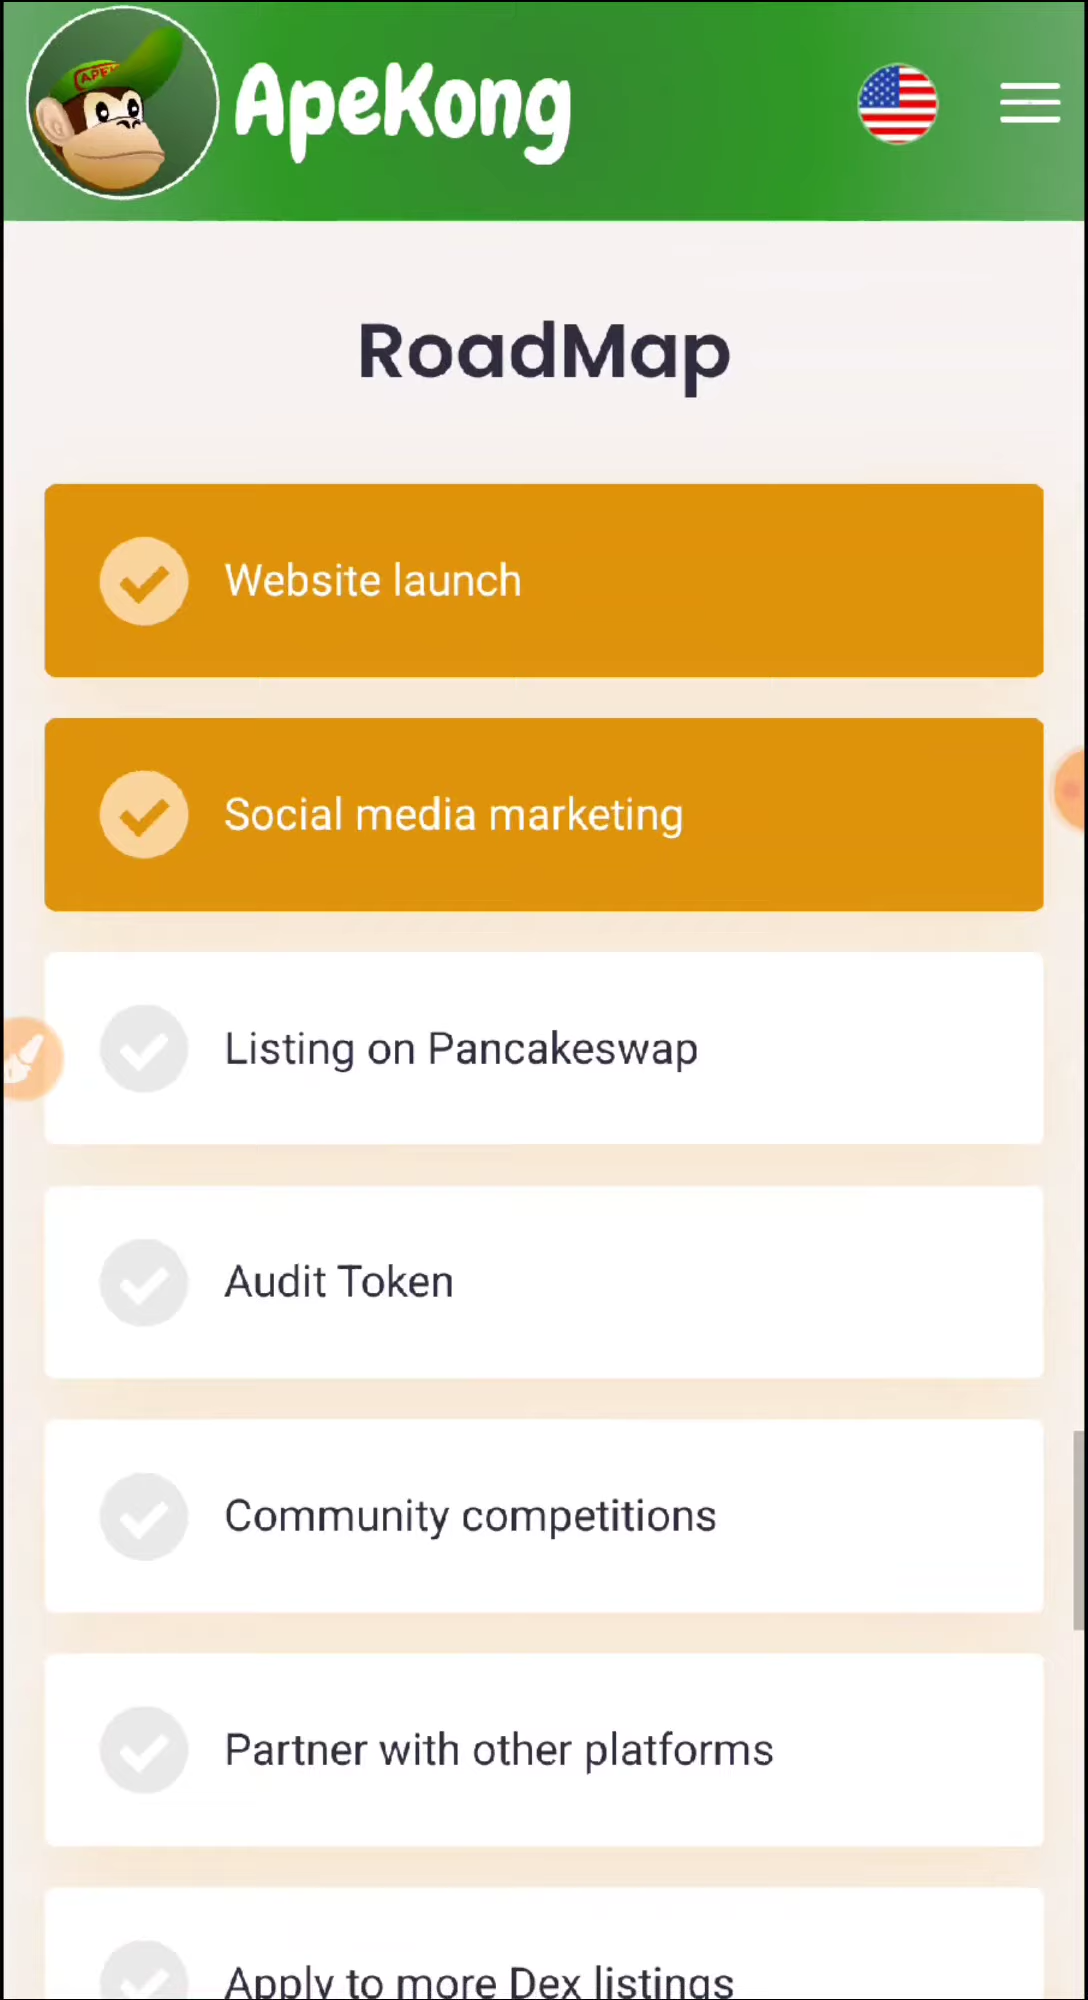 APE
ApeKong
RoadMap
Website launch
Social media marketing
Listing on Pancakeswap
Audit Token
Community competitions
Partner with other platforms
Apply to more Dex listings